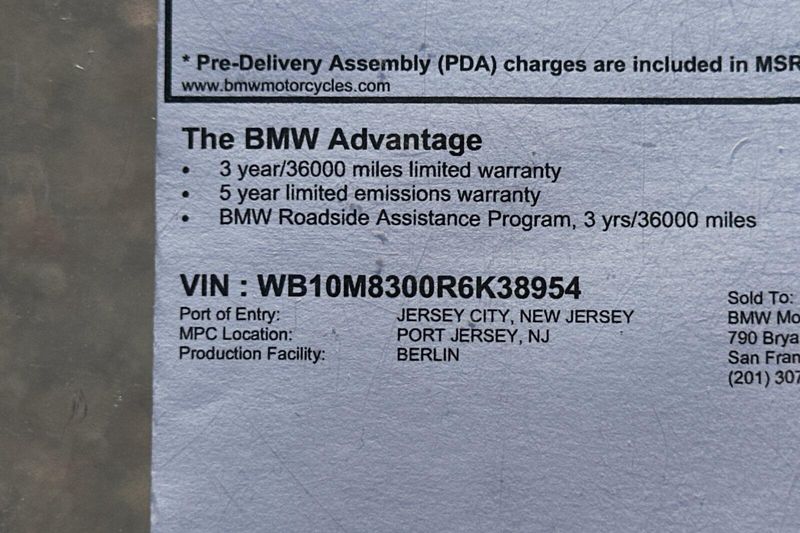 * Pre-Delivery Assembly (PDA) charges are included in MSR
www.bmwmotorcycles.com
The BMW Advantage
• 3 year/36000 miles limited warranty
• 5 year limited emissions warranty
• BMW Roadside Assistance Program, 3 yrs/36000 miles
VIN : WB10M8300R6K38954
Port of Entry: JERSEY CITY, NEW JERSEY
MPC Location: PORT JERSEY, NJ
Production Facility: BERLIN
Sold To:
BMW Mo
790 Brya
San Fran
(201) 307